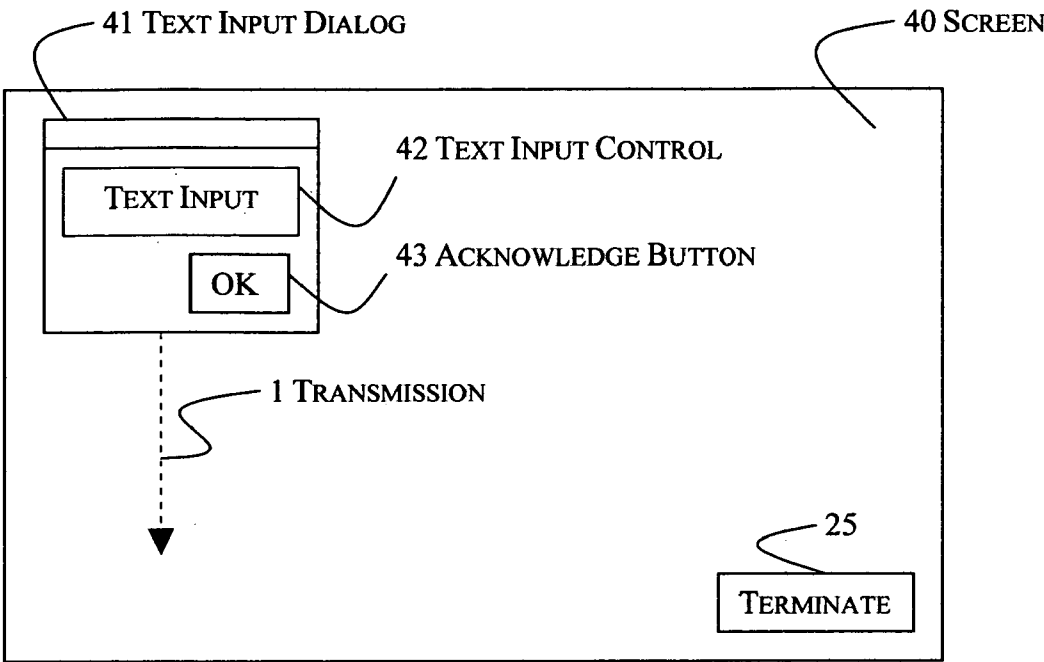 41 TEXT INPUT DIALOG
40 SCREEN
42 TEXT INPUT CONTROL
TEXT INPUT
43 ACKNOWLEDGE BUTTON
OK
1 TRANSMISSION
25
TERMINATE